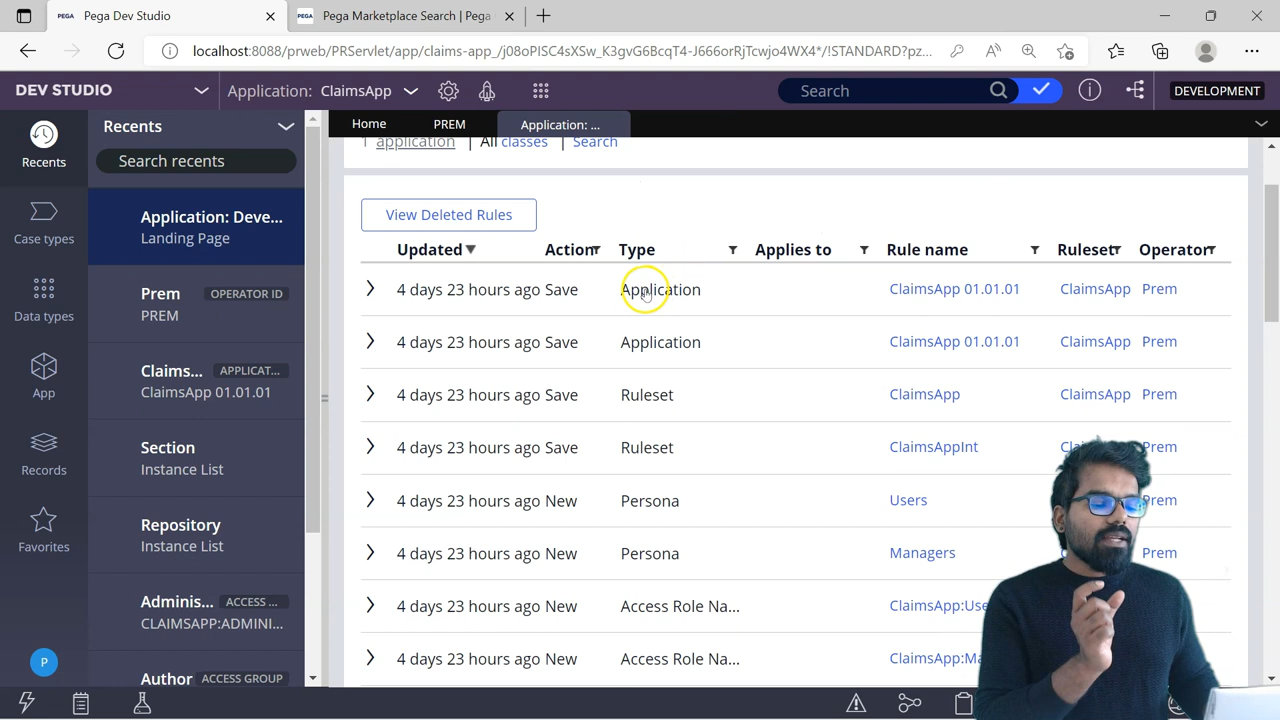 PEGA Pega Dev Studio
PEGA Pega Marketplace Search | Pega
localhost:8088/prweb/PRServlet/app/claims-app_/j08oPISC4sXSw_K3gvG6BcqT4-J666orRjTcwjo4WX4*/!STANDARD?pz...
DEV STUDIO
Application: ClaimsApp
Search
DEVELOPMENT
Recents
Case types
Data types
App
Records
Favorites
P
Recents
Search recents
Application: Deve...
Landing Page
Prem OPERATOR ID
PREM
Claims... APPLICAT...
ClaimsApp 01.01.01
Section
Instance List
Repository
Instance List
Adminis... ACCESS ...
CLAIMSAPP:ADMINI...
Author ACCESS GROUP
Home PREM Application: ...
1 application | All classes | Search
View Deleted Rules
Updated Action Type Applies to Rule name Ruleset Operator
4 days 23 hours ago Save Application ClaimsApp 01.01.01 ClaimsApp Prem
4 days 23 hours ago Save Application ClaimsApp 01.01.01 ClaimsApp Prem
4 days 23 hours ago Save Ruleset ClaimsApp ClaimsApp Prem
4 days 23 hours ago Save Ruleset ClaimsAppInt Prem
4 days 23 hours ago New Persona Users Prem
4 days 23 hours ago New Persona Managers Prem
4 days 23 hours ago New Access Role Na... ClaimsApp:Use
4 days 23 hours ago New Access Role Na... ClaimsApp:Ma